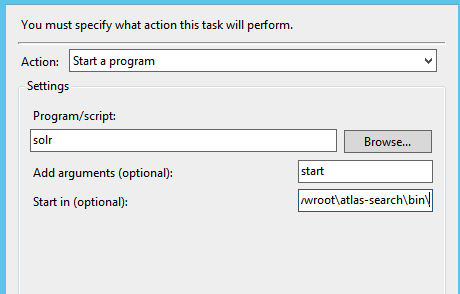 You must specify what action this task will perform.
Action: Start a program
Settings
Program/script:
solr Browse...
Add arguments (optional): start
Start in (optional): wroot\atlas-search\bin\